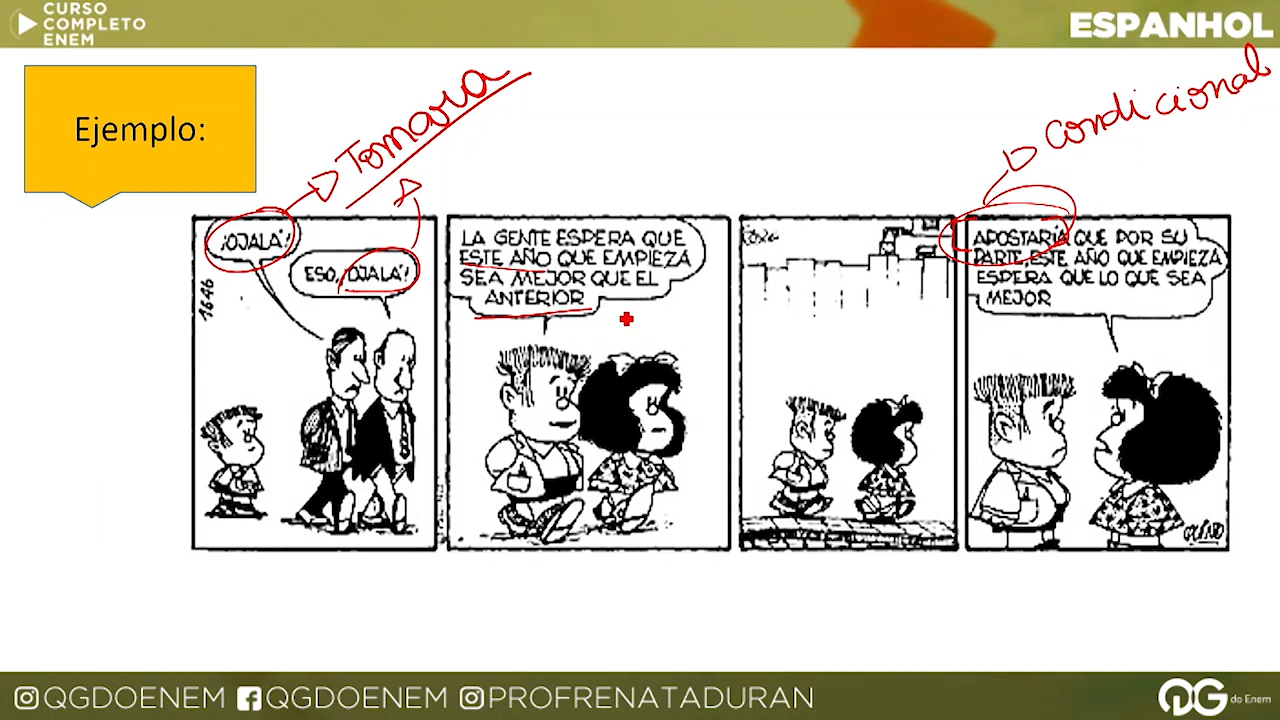 CURSO
COMPLETO
ENEM
ESPANHOL
Ejemplo:
Tomara
Condicional
¡OJALÁ!
ESO, ¡OJALÁ!
1646
LA GENTE ESPERA QUE
ESTE AÑO QUE EMPIEZA
SEA MEJOR QUE EL
ANTERIOR
APOSTARÍA QUE POR SU
PARTE, ESTE AÑO QUE EMPIEZA
ESPERA QUE LO QUE SEA
MEJOR
QUINO
@QGDOENEM
QGDOENEM
@PROFRENATADURAN
QG do Enem